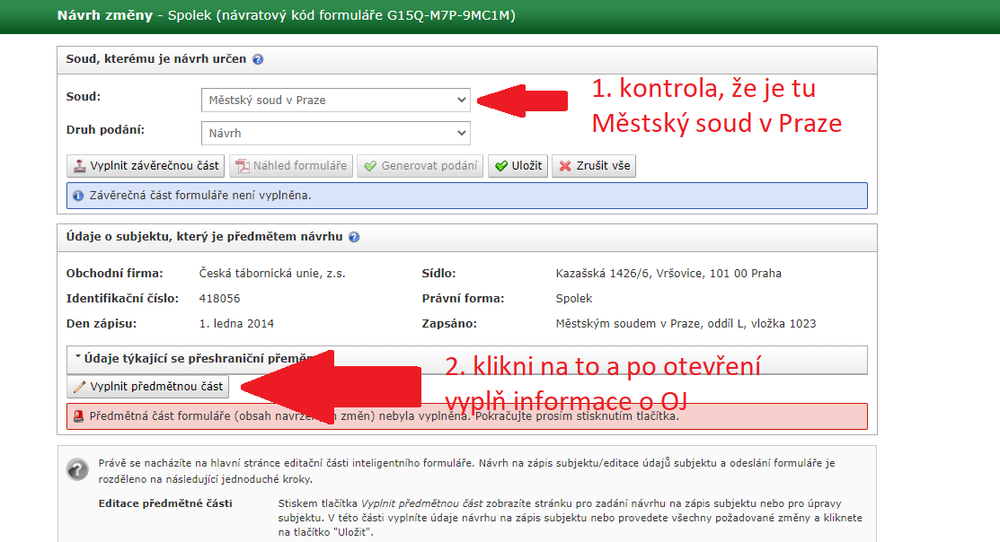 Návrh změny - Spolek (návratový kód formuláře G15Q-M7P-9MC1M)
Soud, kterému je návrh určen
Soud:
Městský soud v Praze
1. kontrola, že je tu
Městský soud v Praze
Druh podání:
Návrh
Vyplnit závěrečnou část
Náhled formuláře
Generovat podání
Uložit
Zrušit vše
Závěrečná část formuláře není vyplněna.
Údaje o subjektu, který je předmětem návrhu
Obchodní firma: Česká tábornická unie, z.s. Sídlo: Kazašská 1426/6, Vršovice, 101 00 Praha
Identifikační číslo: 418056 Právní forma: Spolek
Den zápisu: 1. ledna 2014 Zapsáno: Městským soudem v Praze, oddíl L, vložka 1023
Údaje týkající se přeshraniční
2. klikni na to a po otevření
vyplň informace o OJ
Vyplnit předmětnou část
Předmětná část formuláře (obsah změn) nebyla vyplněna. Pokračujte prosím stisknutím tlačítka.
Právě se nacházíte na hlavní stránce editační části inteligentního formuláře. Návrh na zápis subjektu/editace údajů subjektu a odeslání formuláře je
rozděleno na následující jednoduché kroky.
Editace předmětné části
Stiskem tlačítka Vyplnit předmětnou část zobrazíte stránku pro zadání návrhu na zápis subjektu nebo pro úpravy
subjektu. V této části vyplníte údaje návrhu na zápis subjektu nebo provedete všechny požadované změny a kliknete
na tlačítko "Uložit".